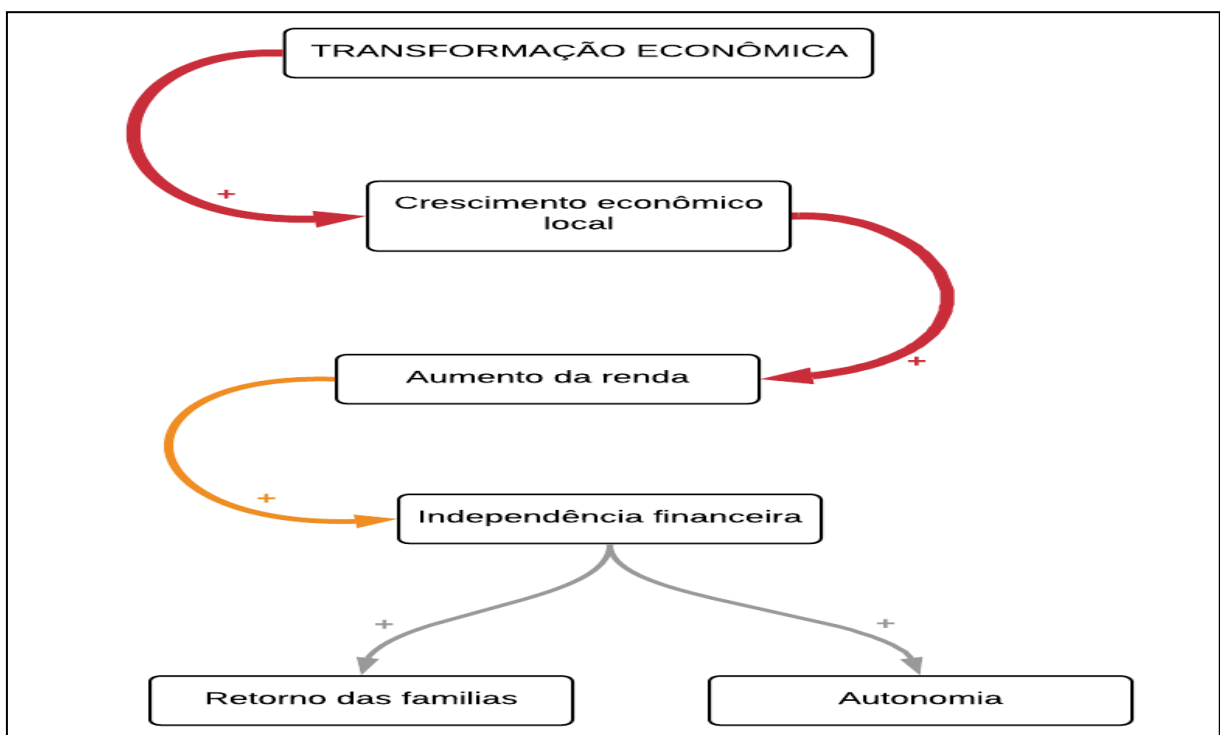 TRANSFORMAÇÃO ECONÔMICA
+
Crescimento econômico
local
+
Aumento da renda
+
Independência financeira
+
+
Retorno das familias
Autonomia